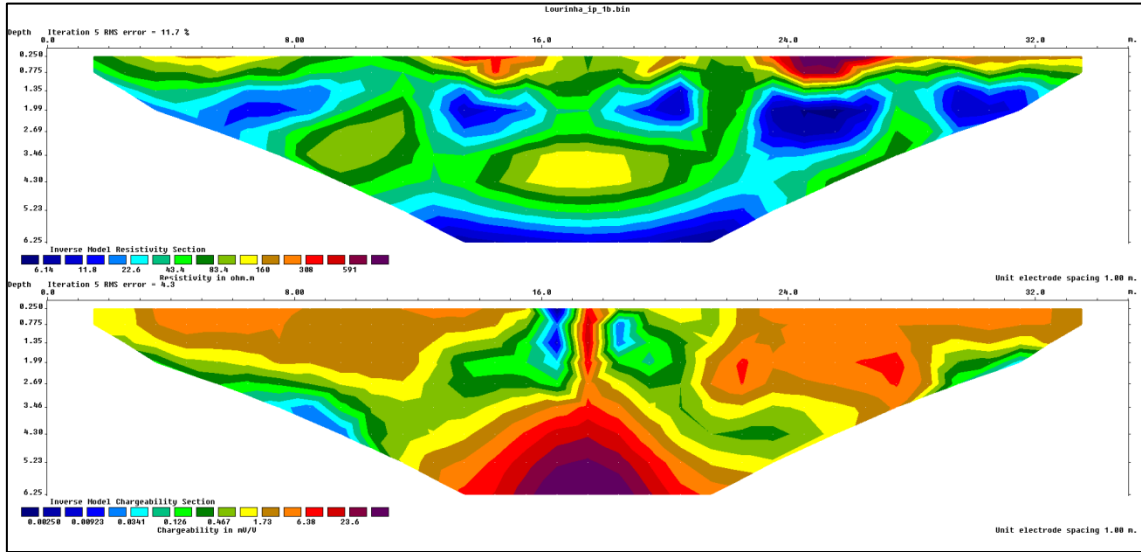 Lourinha_ip_1b.bin
Depth Iteration 5 RMS error = 11.7 %
0.0 8.00 16.0 24.0 32.0 m.
0.250
0.775
1.35
1.99
2.69
3.46
4.30
5.23
6.25
Inverse Model Resistivity Section
6.14 11.8 22.6 43.4 83.4 160 308 591
Resistivity in ohm.m
Unit electrode spacing 1.00 m.
Depth Iteration 5 RMS error = 4.3
0.0 8.00 16.0 24.0 32.0 m.
0.250
0.775
1.35
1.99
2.69
3.46
4.30
5.23
6.25
Inverse Model Chargeability Section
0.00250 0.00923 0.0341 0.126 0.467 1.73 6.38 23.6
Chargeability in mV/V
Unit electrode spacing 1.00 m.